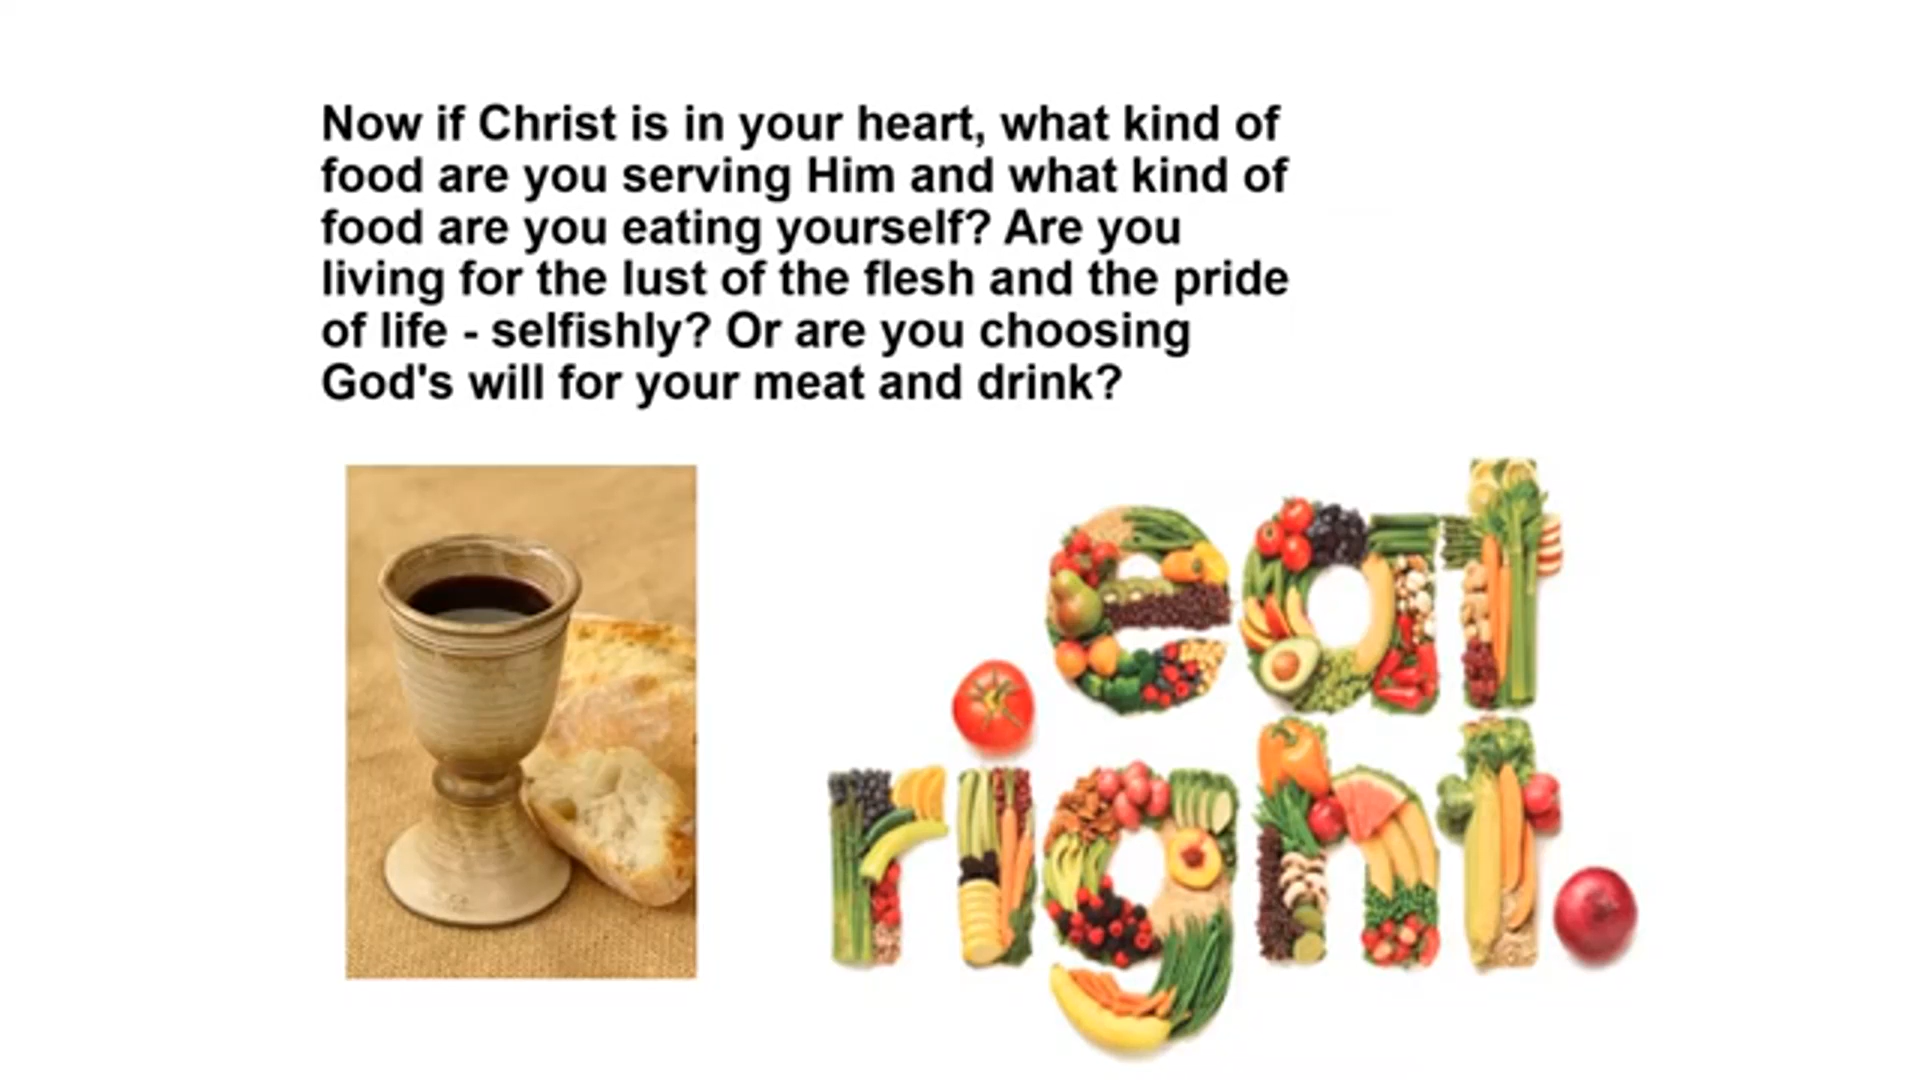 Now if Christ is in your heart, what kind of
food are you serving Him and what kind of
food are you eating yourself? Are you
living for the lust of the flesh and the pride
of life - selfishly? Or are you choosing
God's will for your meat and drink?
eat
right.